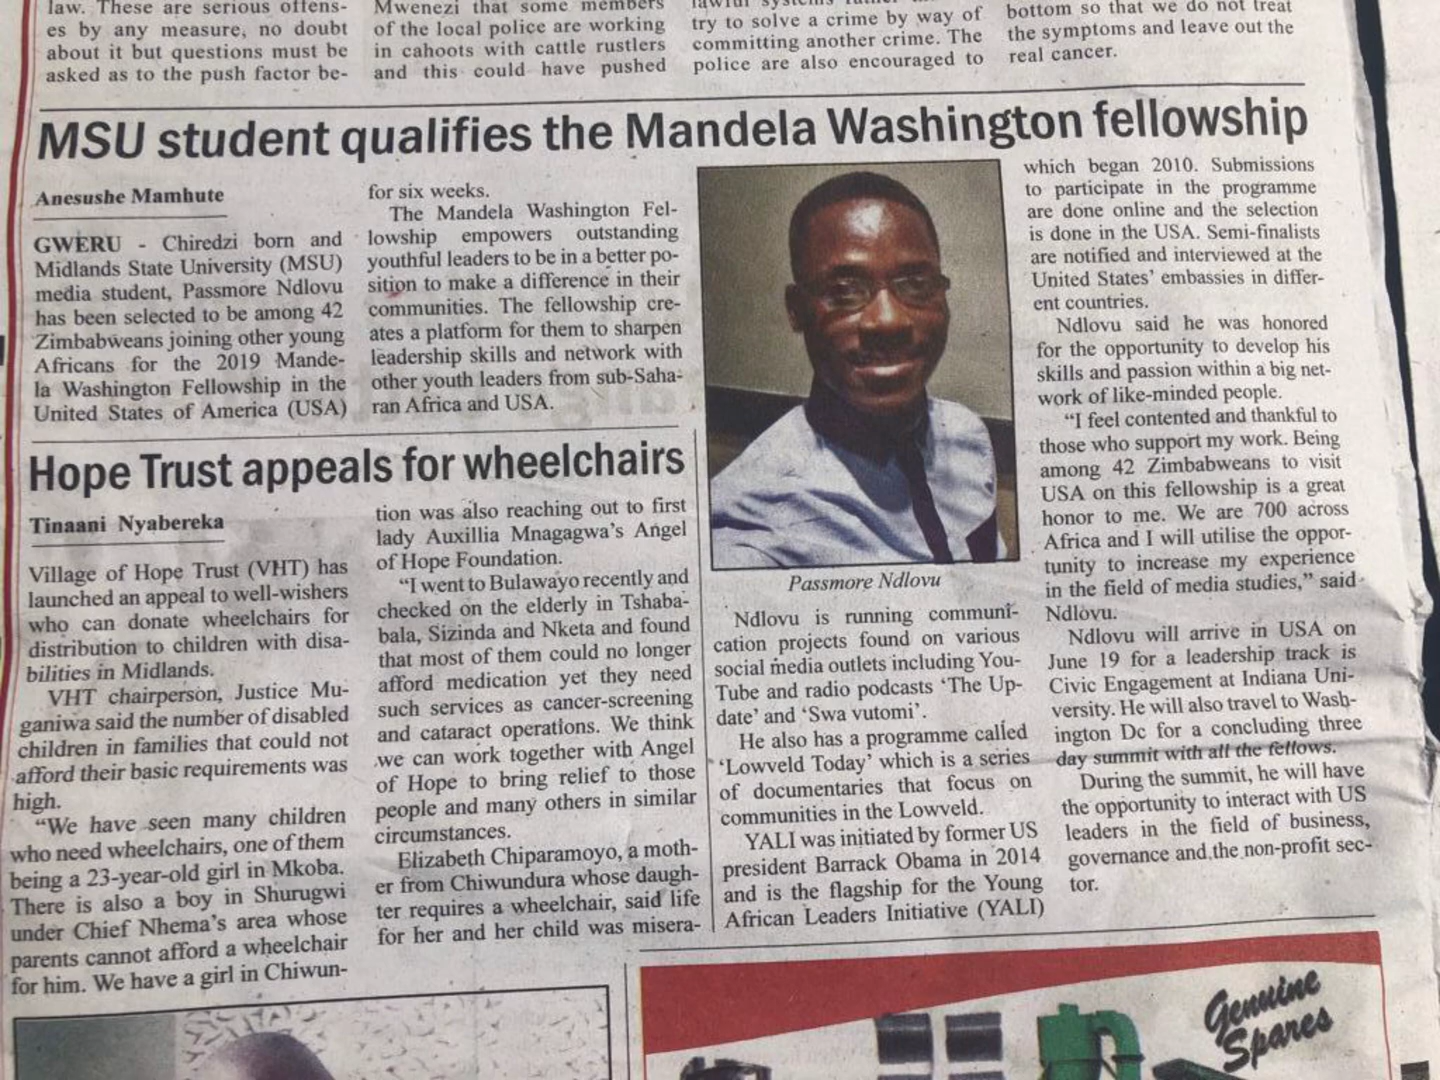 law. These are serious offens-
es by any measure, no doubt
about it but questions must be
asked as to the push factor be-
Mwenezi that some members
of the local police are working
in cahoots with cattle rustlers
and this could have pushed
try to solve a crime by way of
committing another crime. The
police are also encouraged to
bottom so that we do not treat
the symptoms and leave out the
real cancer.
MSU student qualifies the Mandela Washington fellowship
Anesushe Mamhute
GWERU - Chiredzi born and
Midlands State University (MSU)
media student, Passmore Ndlovu
has been selected to be among 42
Zimbabweans joining other young
Africans for the 2019 Mande-
la Washington Fellowship in the
United States of America (USA)
for six weeks.
The Mandela Washington Fel-
lowship empowers outstanding
youthful leaders to be in a better po-
sition to make a difference in their
communities. The fellowship cre-
ates a platform for them to sharpen
leadership skills and network with
other youth leaders from sub-Saha-
ran Africa and USA.
Passmore Ndlovu
Ndlovu is running communi-
cation projects found on various
social media outlets including You-
Tube and radio podcasts 'The Up-
date' and 'Swa vutomi'.
He also has a programme called
'Lowveld Today' which is a series
of documentaries that focus on
communities in the Lowveld.
YALI was initiated by former US
president Barrack Obama in 2014
and is the flagship for the Young
African Leaders Initiative (YALI)
which began 2010. Submissions
to participate in the programme
are done online and the selection
is done in the USA. Semi-finalists
are notified and interviewed at the
United States' embassies in differ-
ent countries.
Ndlovu said he was honored
for the opportunity to develop his
skills and passion within a big net-
work of like-minded people.
"I feel contented and thankful to
those who support my work. Being
among 42 Zimbabweans to visit
USA on this fellowship is a great
honor to me. We are 700 across
Africa and I will utilise the oppor-
tunity to increase my experience
in the field of media studies," said
Ndlovu.
Ndlovu will arrive in USA on
June 19 for a leadership track is
Civic Engagement at Indiana Uni-
versity. He will also travel to Wash-
ington Dc for a concluding three
day summit with all the fellows.
During the summit, he will have
the opportunity to interact with US
leaders in the field of business,
governance and the non-profit sec-
tor.
Hope Trust appeals for wheelchairs
Tinaani Nyabereka
Village of Hope Trust (VHT) has
launched an appeal to well-wishers
who can donate wheelchairs for
distribution to children with disa-
bilities in Midlands.
VHT chairperson, Justice Mu-
ganiwa said the number of disabled
children in families that could not
afford their basic requirements was
high.
"We have seen many children
who need wheelchairs, one of them
being a 23-year-old girl in Mkoba.
There is also a boy in Shurugwi
under Chief Nhema's area whose
parents cannot afford a wheelchair
for him. We have a girl in Chiwun-
tion was also reaching out to first
lady Auxillia Mnagagwa's Angel
of Hope Foundation.
"I went to Bulawayo recently and
checked on the elderly in Tshaba-
bala, Sizinda and Nketa and found
that most of them could no longer
afford medication yet they need
such services as cancer-screening
and cataract operations. We think
we can work together with Angel
of Hope to bring relief to those
people and many others in similar
circumstances.
Elizabeth Chiparamoyo, a moth-
er from Chiwundura whose daugh-
ter requires a wheelchair, said life
for her and her child was misera-
Genuine
Spares